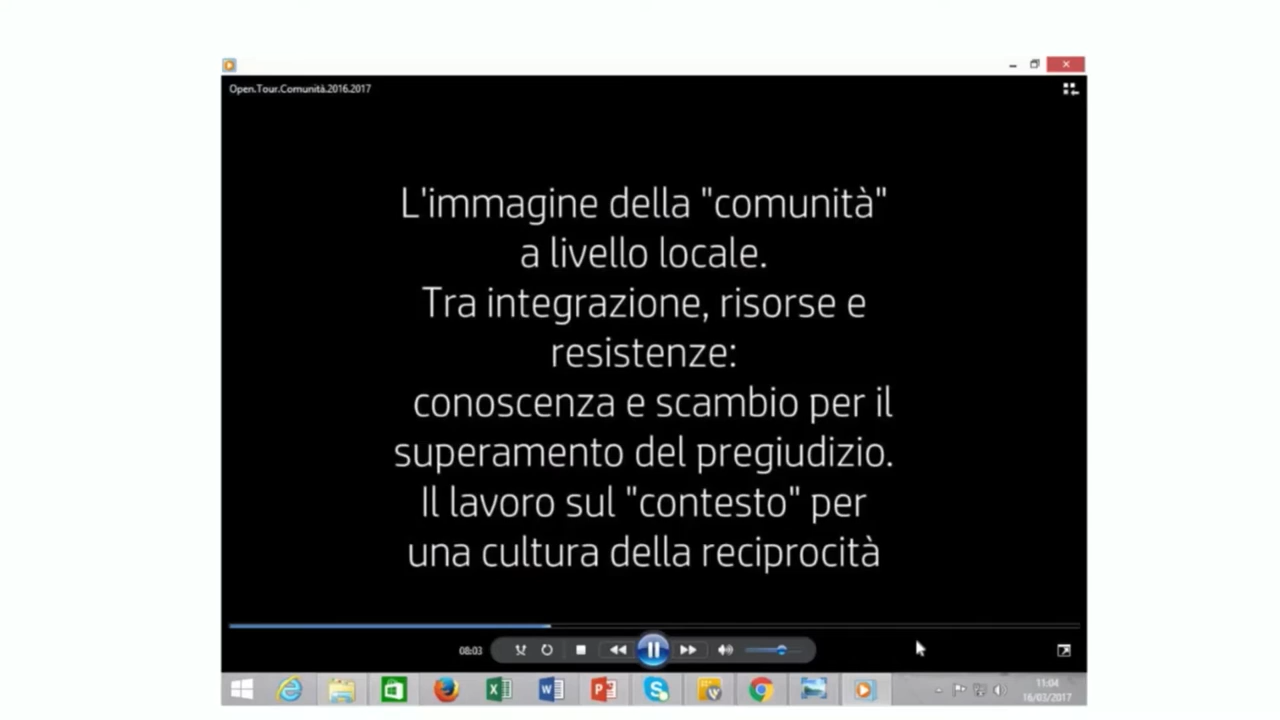 Open.Tour.Comunità.2016.2017
L'immagine della "comunità"
a livello locale.
Tra integrazione, risorse e
resistenze:
conoscenza e scambio per il
superamento del pregiudizio.
Il lavoro sul "contesto" per
una cultura della reciprocità
08:03
11:04
16/03/2017